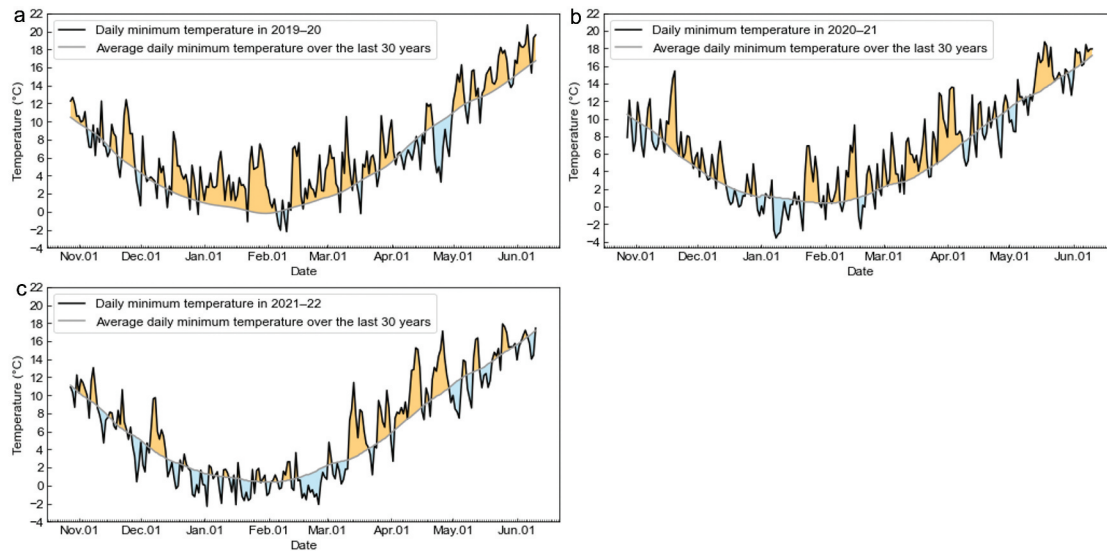 a
22
20
18
16
14
12
10
8
6
4
2
0
−2
−4
Temperature (°C)
Daily minimum temperature in 2019–20
Average daily minimum temperature over the last 30 years
Nov.01 Dec.01 Jan.01 Feb.01 Mar.01 Apr.01 May.01 Jun.01
Date
b
22
20
18
16
14
12
10
8
6
4
2
0
−2
−4
Temperature (°C)
Daily minimum temperature in 2020–21
Average daily minimum temperature over the last 30 years
Nov.01 Dec.01 Jan.01 Feb.01 Mar.01 Apr.01 May.01 Jun.01
Date
c
22
20
18
16
14
12
10
8
6
4
2
0
−2
−4
Temperature (°C)
Daily minimum temperature in 2021–22
Average daily minimum temperature over the last 30 years
Nov.01 Dec.01 Jan.01 Feb.01 Mar.01 Apr.01 May.01 Jun.01
Date